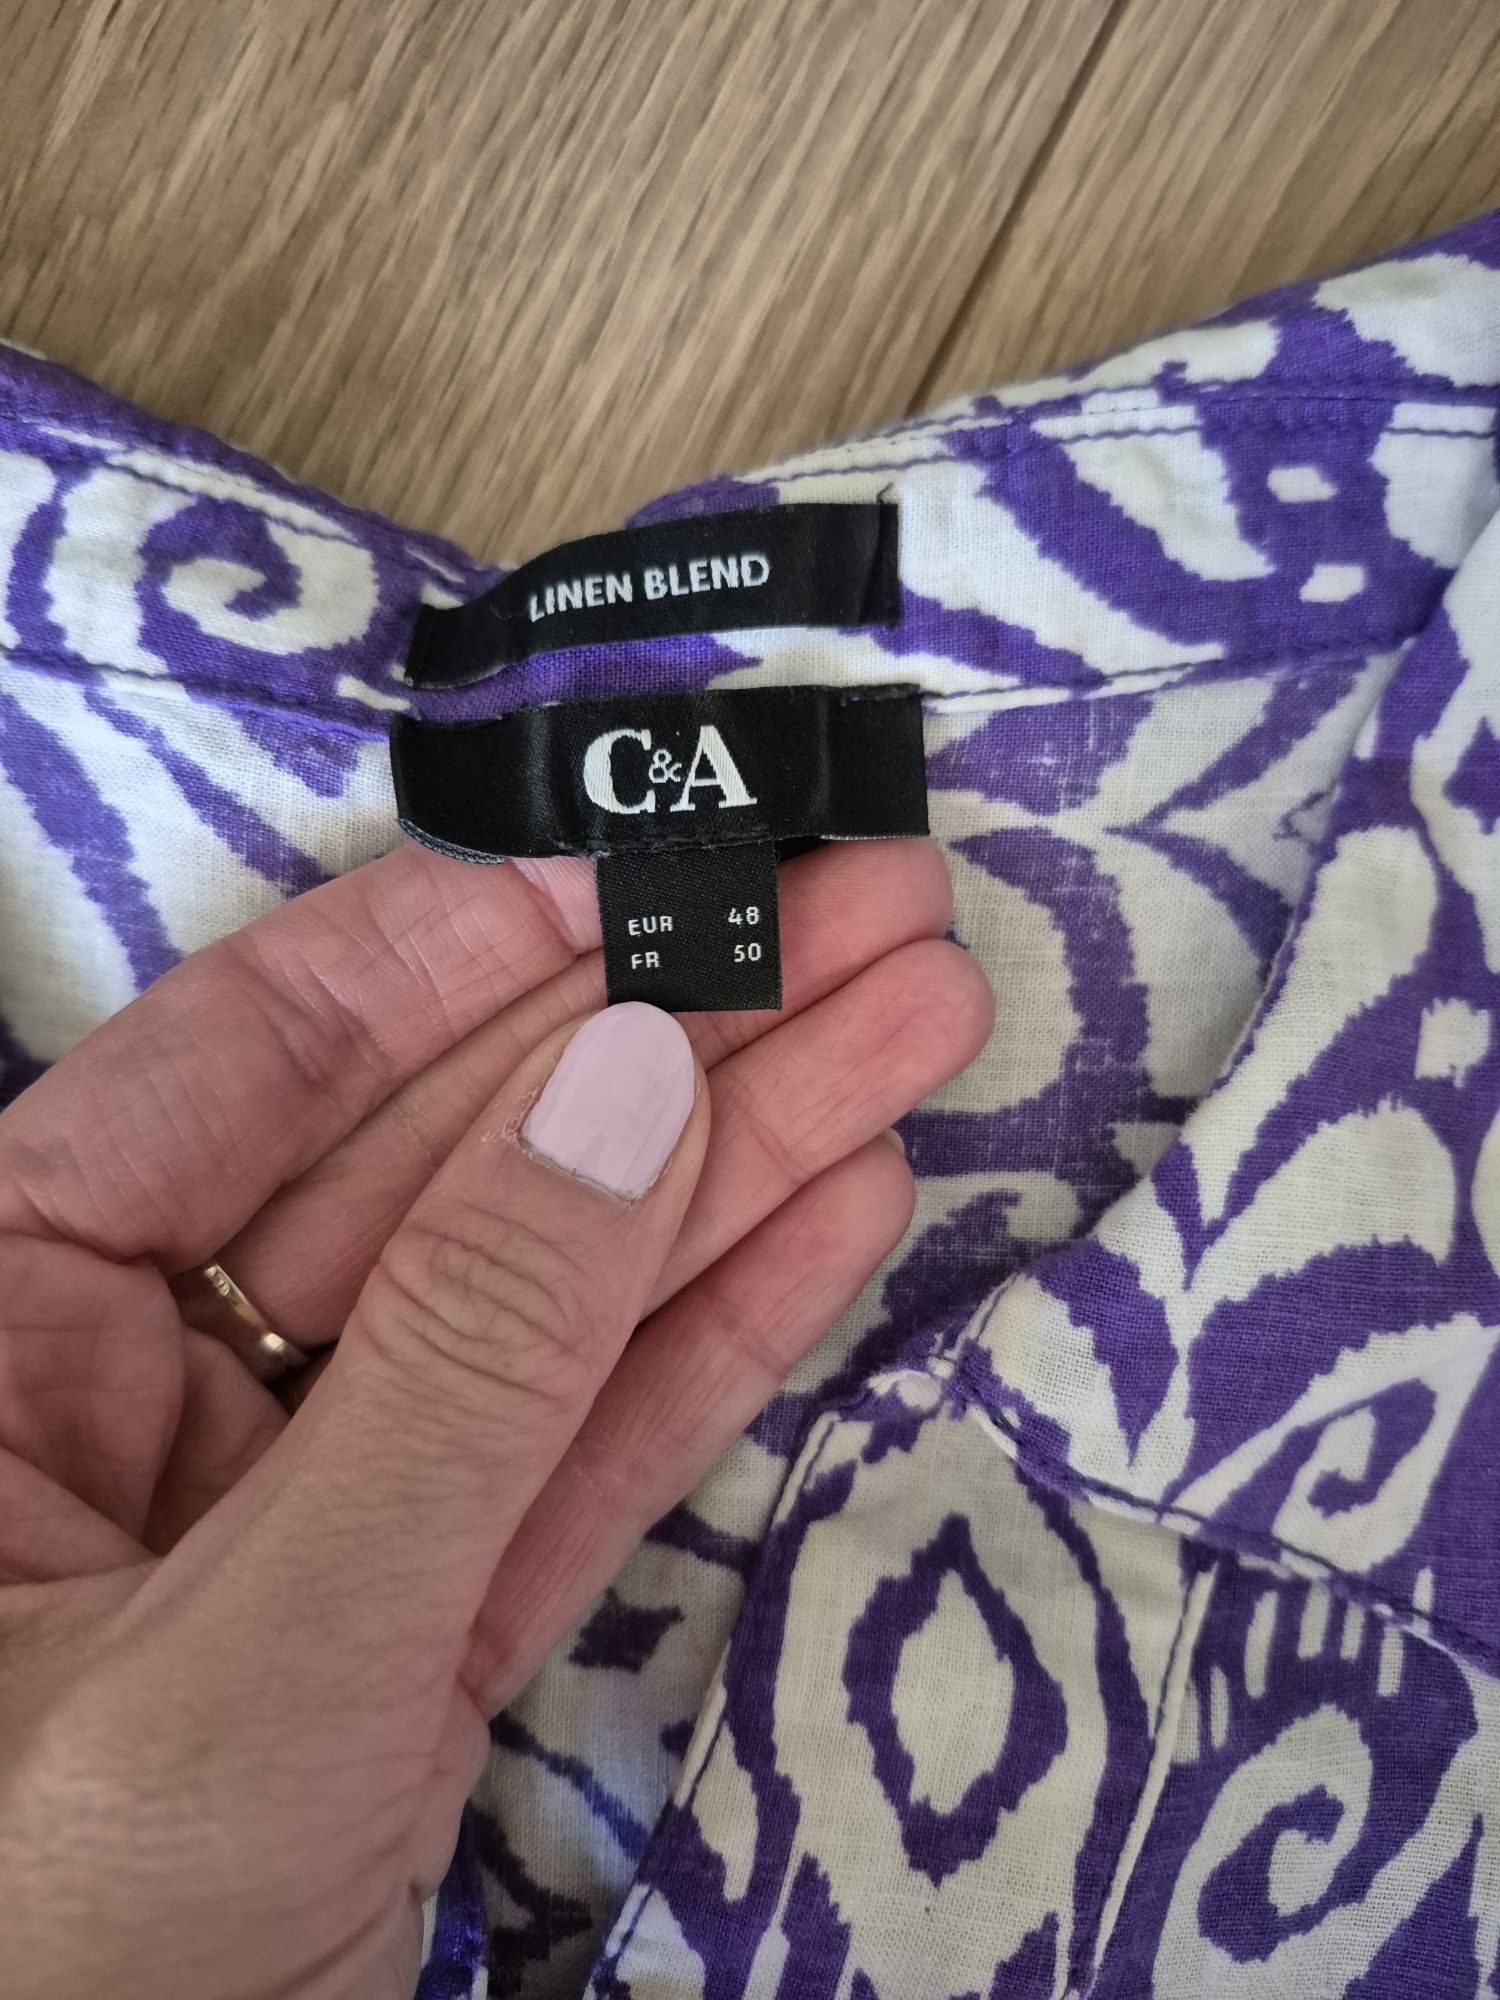 LINEN BLEND
C&A
EUR 48
FR 50